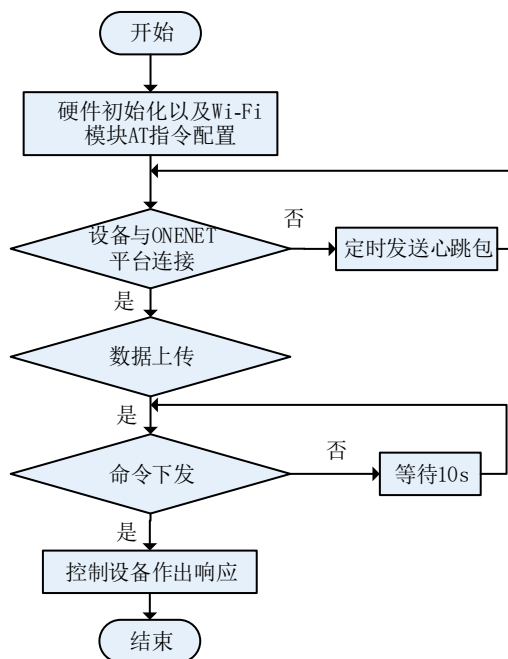 开始
硬件初始化以及Wi-Fi
模块AT指令配置
设备与ONENET
平台连接
否
定时发送心跳包
是
数据上传
是
命令下发
否
等待10s
是
控制设备作出响应
结束